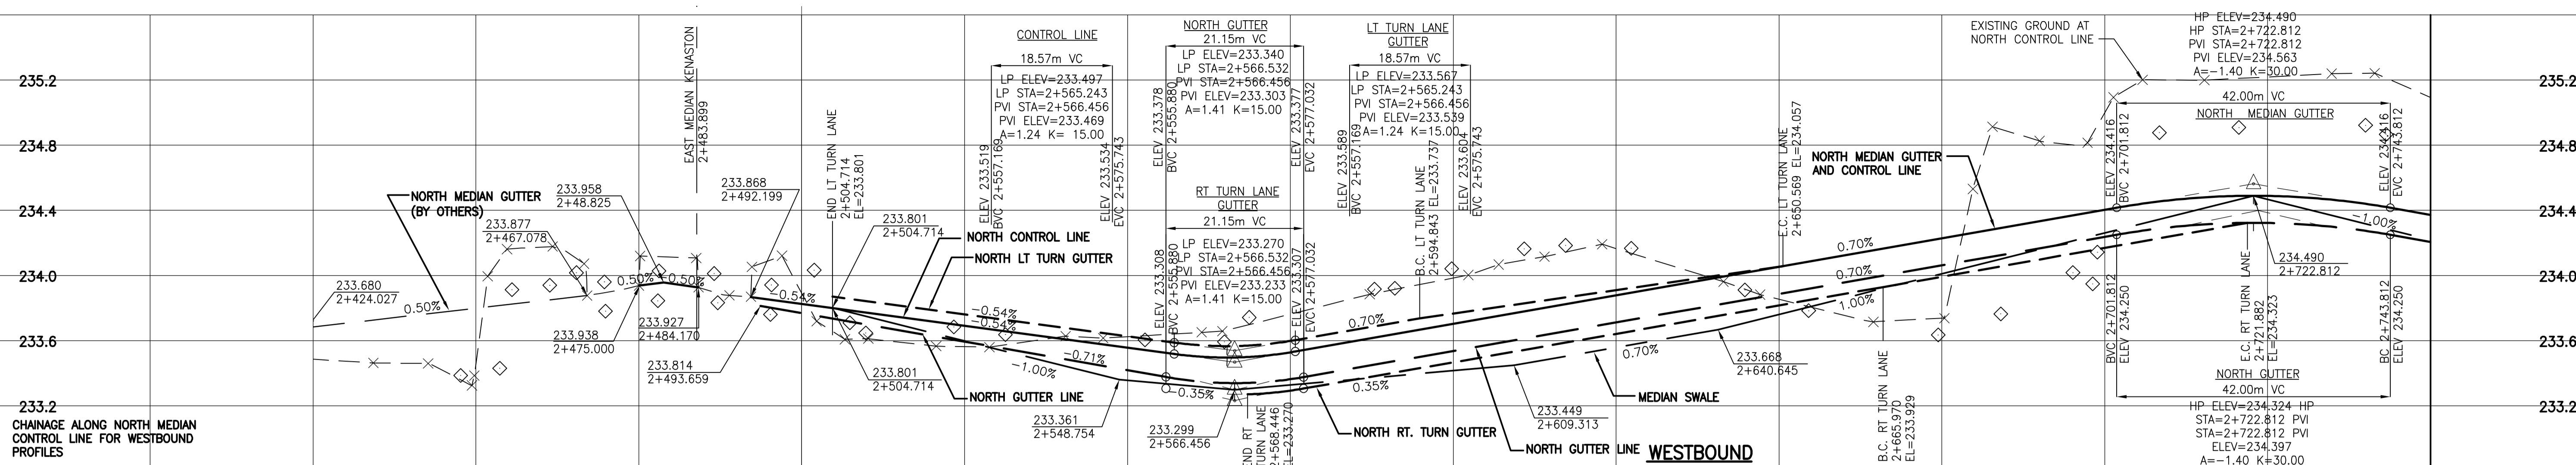 235.2
234.8
234.4
234.0
233.6
233.2
CHAINAGE ALONG NORTH MEDIAN
CONTROL LINE FOR WESTBOUND
PROFILES
233.680
2+424.027
0.50%
NORTH MEDIAN GUTTER
(BY OTHERS)
233.877
2+467.078
233.958
2+48.825
0.50%
-0.50%
233.938
2+475.000
233.927
2+484.170
EAST MEDIAN KENASTON
2+483.899
233.868
2+492.199
233.814
2+493.659
-0.54%
END LT TURN LANE
2+504.714
EL=233.801
233.801
2+504.714
233.801
2+504.714
NORTH CONTROL LINE
NORTH LT TURN GUTTER
NORTH GUTTER LINE
-0.54%
-0.54%
-0.71%
-1.00%
233.361
2+548.754
CONTROL LINE
18.57m VC
LP ELEV=233.497
LP STA=2+565.243
PVI STA=2+566.456
PVI ELEV=233.469
A=1.24 K= 15.00
ELEV 233.519
BVC 2+557.169
ELEV 233.534
EVC 2+575.743
NORTH GUTTER
21.15m VC
LP ELEV=233.340
LP STA=2+566.532
PVI STA=2+566.456
PVI ELEV=233.303
A=1.41 K=15.00
ELEV 233.378
BVC 2+555.880
ELEV 233.377
EVC 2+577.032
RT TURN LANE
GUTTER
21.15m VC
LP ELEV=233.270
LP STA=2+566.532
PVI STA=2+566.456
PVI ELEV=233.233
A=1.41 K=15.00
ELEV 233.308
BVC 2+555.880
ELEV 233.307
EVC 2+577.032
-0.35%
233.299
2+566.456
END RT
TURN LANE
2+568.446
EL=233.270
0.35%
NORTH RT. TURN GUTTER
LT TURN LANE
GUTTER
18.57m VC
LP ELEV=233.567
LP STA=2+565.243
PVI STA=2+566.456
PVI ELEV=233.539
A=1.24 K=15.00
ELEV 233.589
BVC 2+557.169
ELEV 233.604
EVC 2+575.743
B.C. LT TURN LANE
2+594.843 EL=233.737
0.70%
233.449
2+609.313
NORTH GUTTER LINE
WESTBOUND
0.70%
MEDIAN SWALE
233.668
2+640.645
E.C. LT TURN LANE
2+650.569 EL=234.057
NORTH MEDIAN GUTTER
AND CONTROL LINE
0.70%
0.70%
1.00%
B.C. RT TURN LANE
2+665.970
EL=233.929
EXISTING GROUND AT
NORTH CONTROL LINE
HP ELEV=234.490
HP STA=2+722.812
PVI STA=2+722.812
PVI ELEV=234.563
A=-1.40 K=30.00
42.00m VC
NORTH MEDIAN GUTTER
ELEV 234.416
BVC 2+701.812
ELEV 234.416
EVC 2+743.812
-1.00%
234.490
2+722.812
E.C. RT TURN LANE
2+721.882
EL=234.323
BVC 2+701.812
ELEV 234.250
BC 2+743.812
ELEV 234.250
NORTH GUTTER
42.00m VC
HP ELEV=234.324 HP
STA=2+722.812 PVI
STA=2+722.812 PVI
ELEV=234.397
A=-1.40 K=30.00
235.2
234.8
234.4
234.0
233.6
233.2